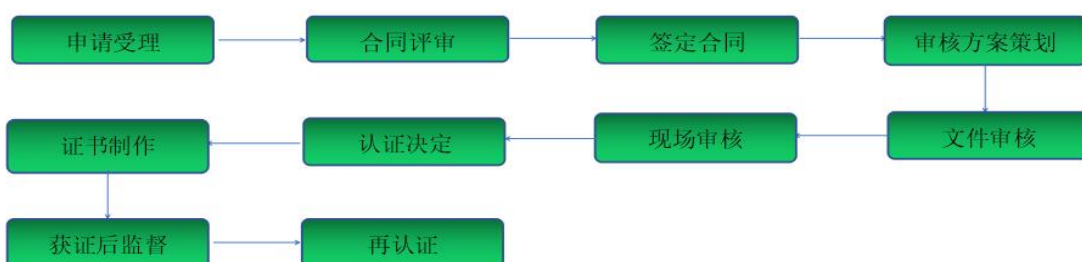 申请受理
合同评审
签定合同
审核方案策划
文件审核
现场审核
认证决定
证书制作
获证后监督
再认证